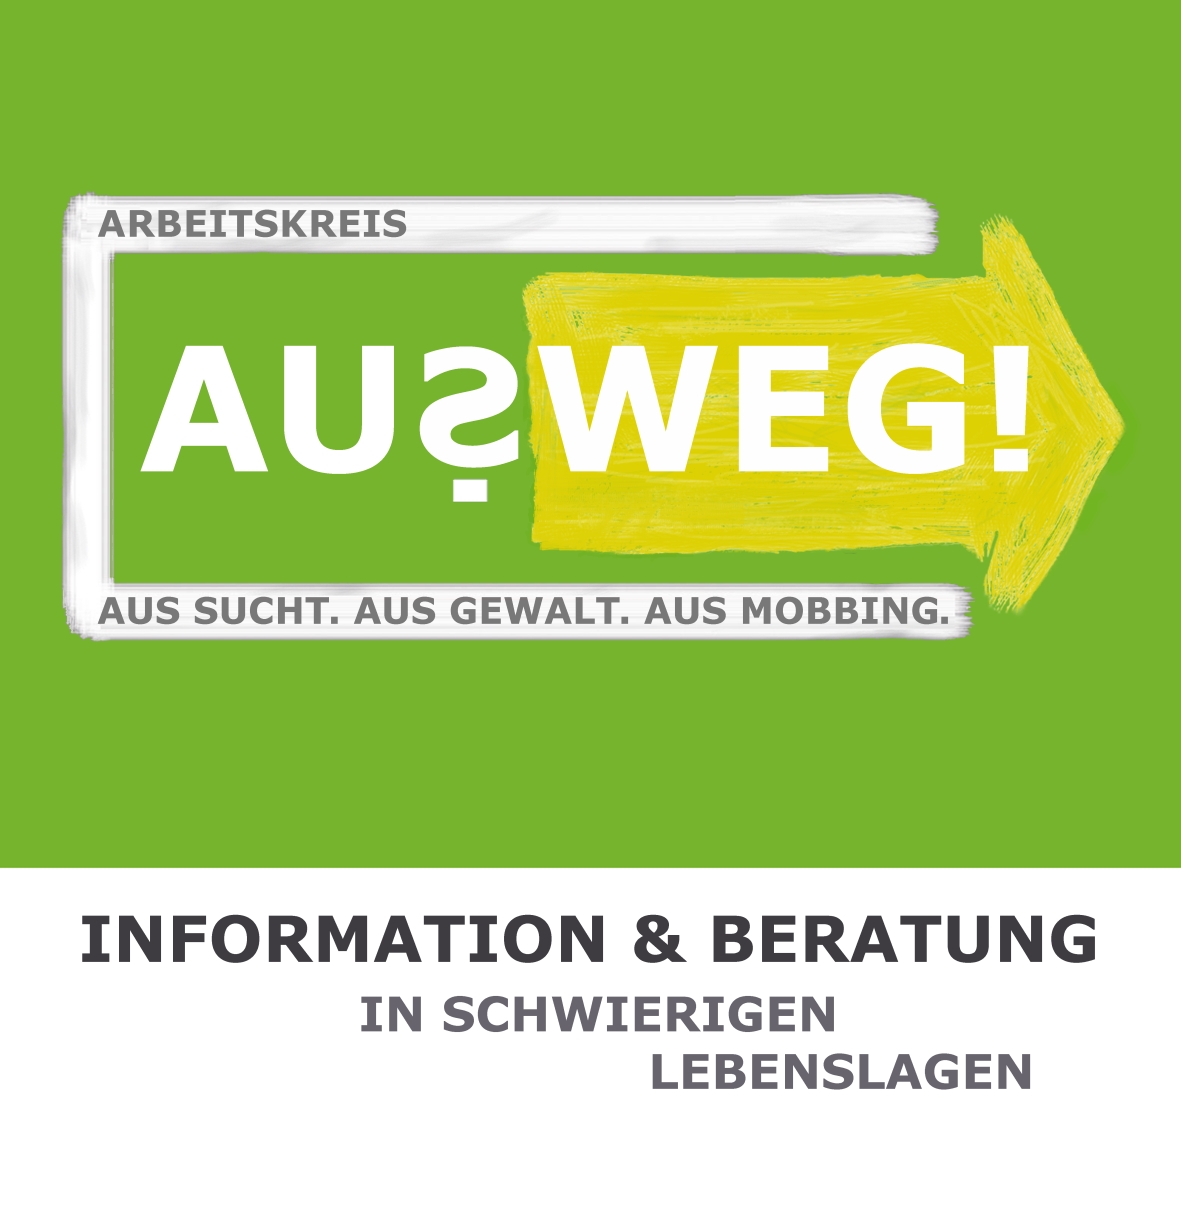 ARBEITSKREIS
AUSWEG!
AUS SUCHT. AUS GEWALT. AUS MOBBING.
INFORMATION & BERATUNG
IN SCHWIERIGEN
LEBENSLAGEN